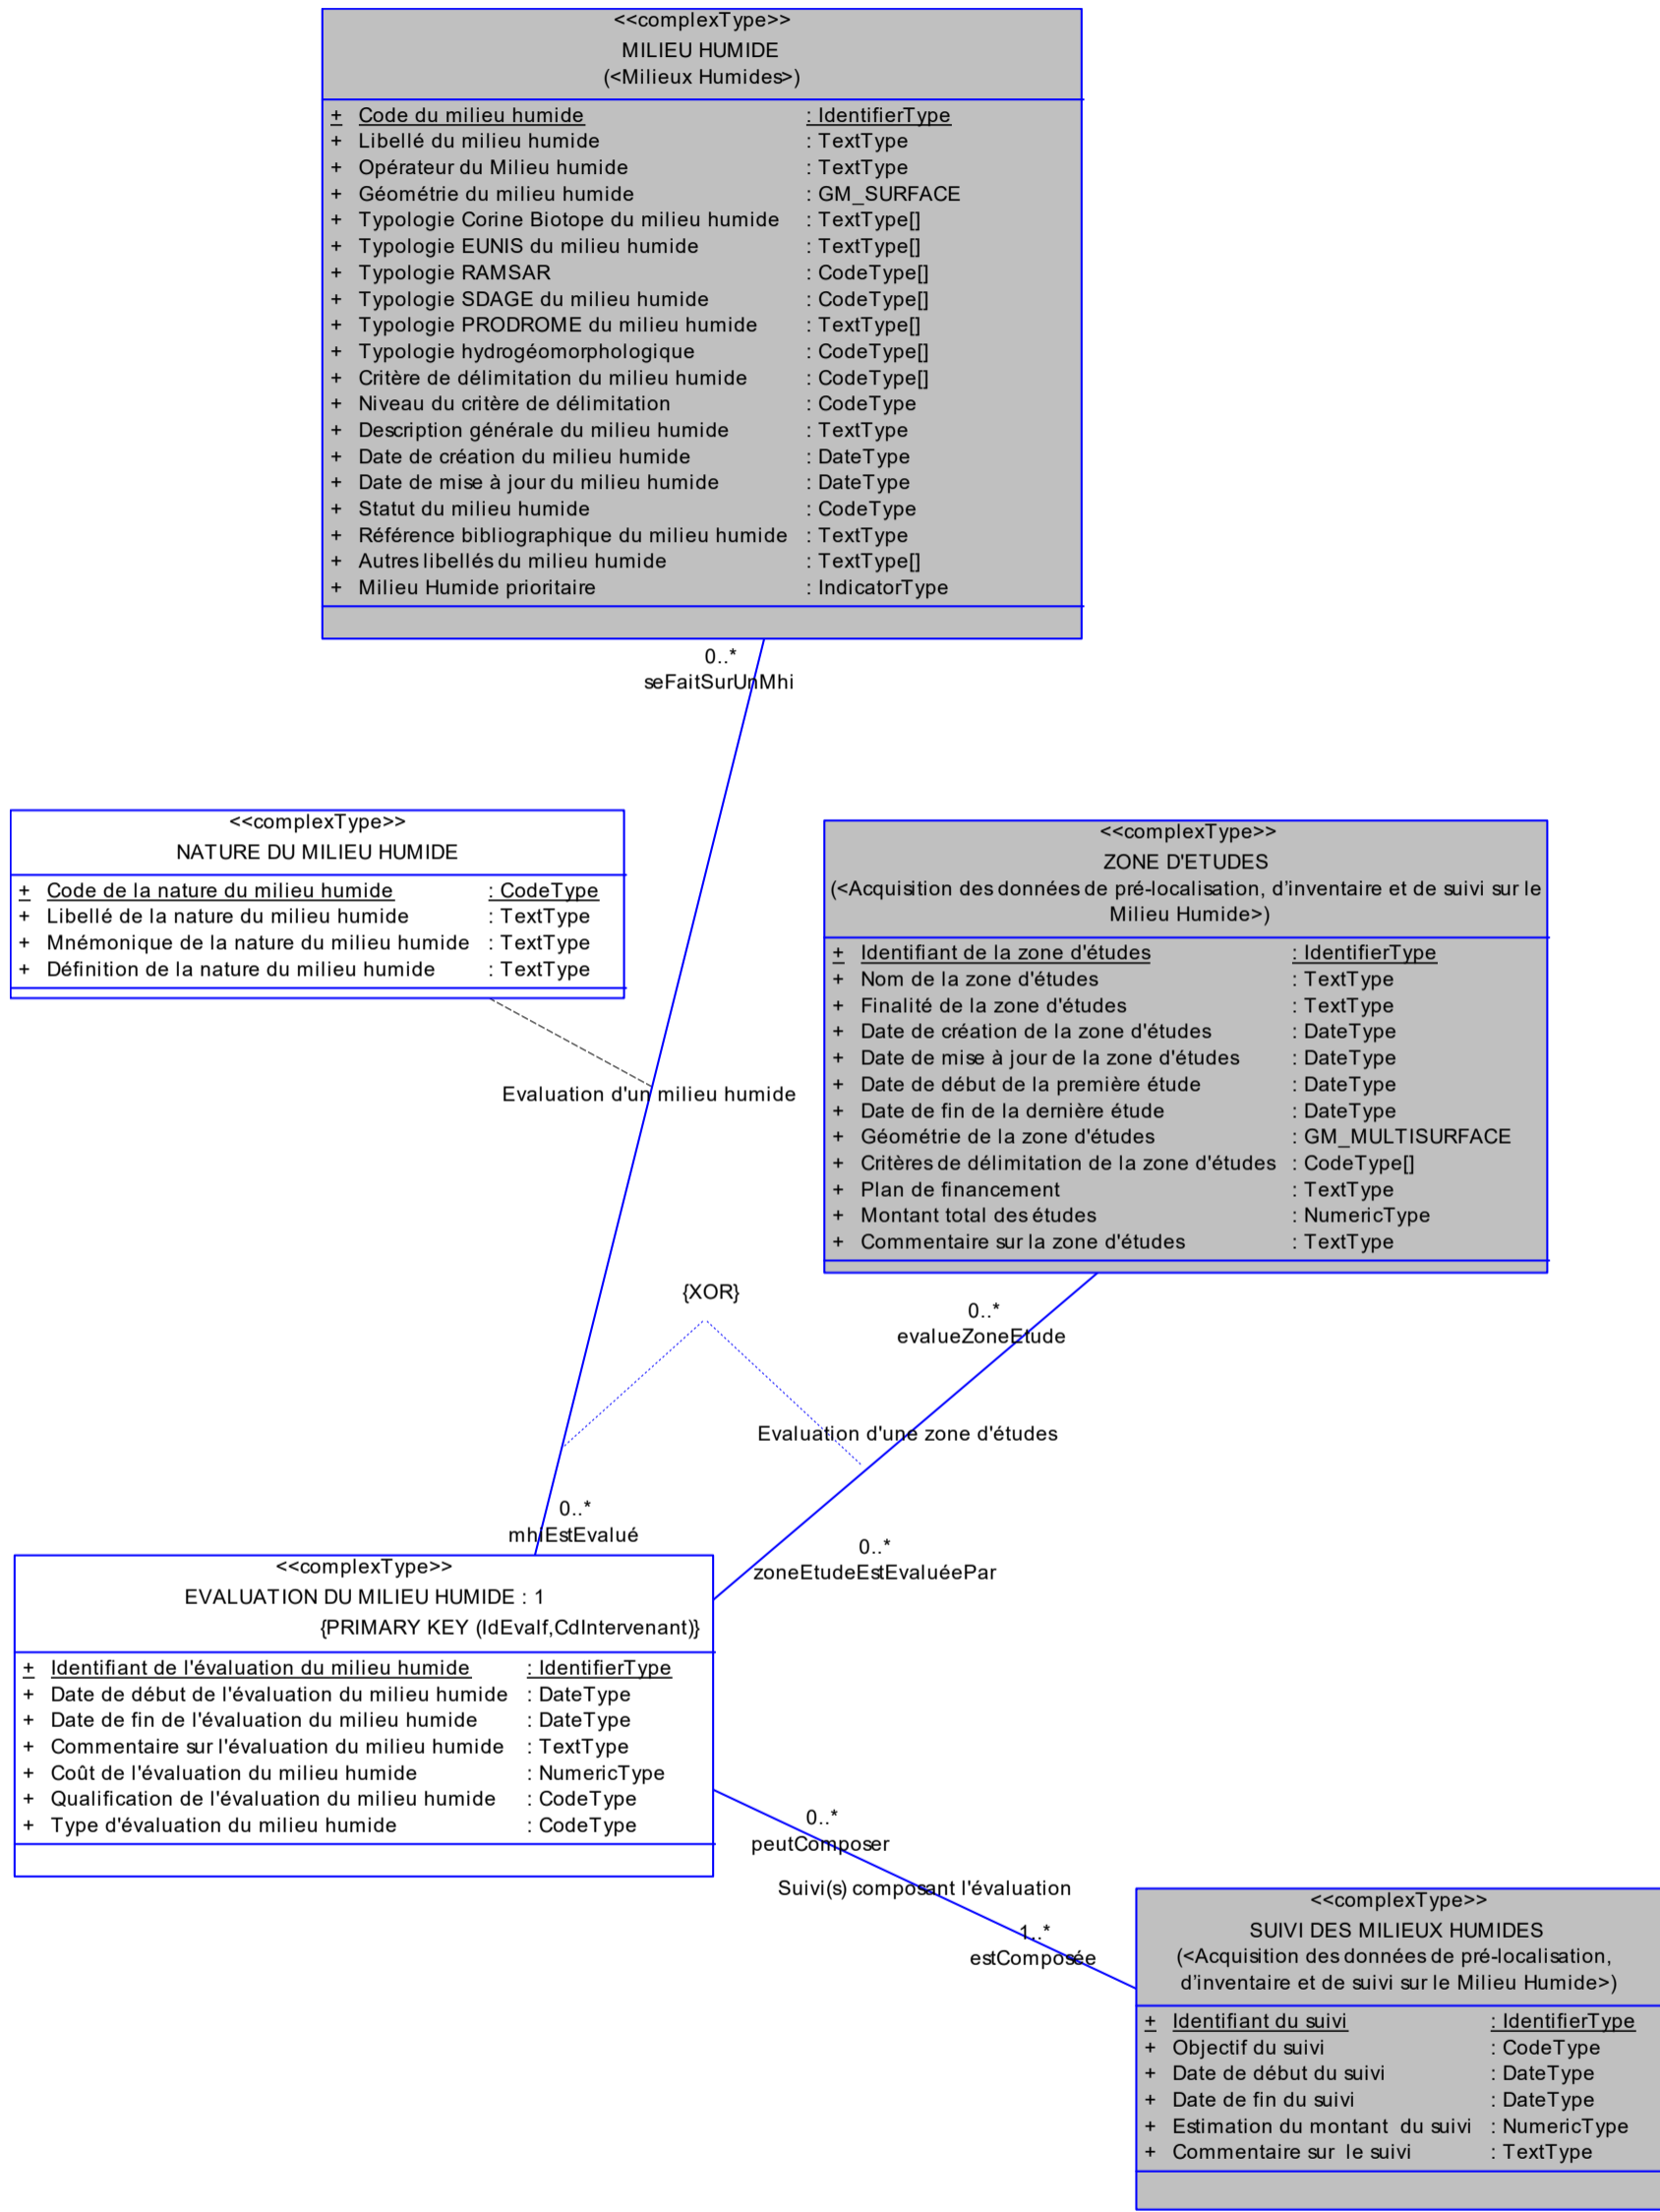 <<complexType>>
MILIEU HUMIDE
(<Milieux Humides>)
+ Code du milieu humide : IdentifierType
+ Libellé du milieu humide : TextType
+ Opérateur du Milieu humide : TextType
+ Géométrie du milieu humide : GM_SURFACE
+ Typologie Corine Biotope du milieu humide : TextType[]
+ Typologie EUNIS du milieu humide : TextType[]
+ Typologie RAMSAR : CodeType[]
+ Typologie SDAGE du milieu humide : CodeType[]
+ Typologie PRODROME du milieu humide : TextType[]
+ Typologie hydrogéomorphologique : CodeType[]
+ Critère de délimitation du milieu humide : CodeType[]
+ Niveau du critère de délimitation : CodeType
+ Description générale du milieu humide : TextType
+ Date de création du milieu humide : DateType
+ Date de mise à jour du milieu humide : DateType
+ Statut du milieu humide : CodeType
+ Référence bibliographique du milieu humide : TextType
+ Autres libellés du milieu humide : TextType[]
+ Milieu Humide prioritaire : IndicatorType
0..*
seFaitSurUnMhi
<<complexType>>
NATURE DU MILIEU HUMIDE
+ Code de la nature du milieu humide : CodeType
+ Libellé de la nature du milieu humide : TextType
+ Mnémonique de la nature du milieu humide : TextType
+ Définition de la nature du milieu humide : TextType
Evaluation d'un milieu humide
<<complexType>>
ZONE D'ETUDES
(<Acquisition des données de pré-localisation, d'inventaire et de suivi sur le
Milieu Humide>)
+ Identifiant de la zone d'études : IdentifierType
+ Nom de la zone d'études : TextType
+ Finalité de la zone d'études : TextType
+ Date de création de la zone d'études : DateType
+ Date de mise à jour de la zone d'études : DateType
+ Date de début de la première étude : DateType
+ Date de fin de la dernière étude : DateType
+ Géométrie de la zone d'études : GM_MULTISURFACE
+ Critères de délimitation de la zone d'études : CodeType[]
+ Plan de financement : TextType
+ Montant total des études : NumericType
+ Commentaire sur la zone d'études : TextType
{XOR}
0..*
evalueZoneEtude
Evaluation d'une zone d'études
0..*
mhiEstEvalué
0..*
zoneEtudeEstEvaluéePar
<<complexType>>
EVALUATION DU MILIEU HUMIDE : 1
{PRIMARY KEY (IdEvalf,CdIntervenant)}
+ Identifiant de l'évaluation du milieu humide : IdentifierType
+ Date de début de l'évaluation du milieu humide : DateType
+ Date de fin de l'évaluation du milieu humide : DateType
+ Commentaire sur l'évaluation du milieu humide : TextType
+ Coût de l'évaluation du milieu humide : NumericType
+ Qualification de l'évaluation du milieu humide : CodeType
+ Type d'évaluation du milieu humide : CodeType
0..*
peutComposer
Suivi(s) composant l'évaluation
1..*
estComposée
<<complexType>>
SUIVI DES MILIEUX HUMIDES
(<Acquisition des données de pré-localisation,
d'inventaire et de suivi sur le Milieu Humide>)
+ Identifiant du suivi : IdentifierType
+ Objectif du suivi : CodeType
+ Date de début du suivi : DateType
+ Date de fin du suivi : DateType
+ Estimation du montant du suivi : NumericType
+ Commentaire sur le suivi : TextType